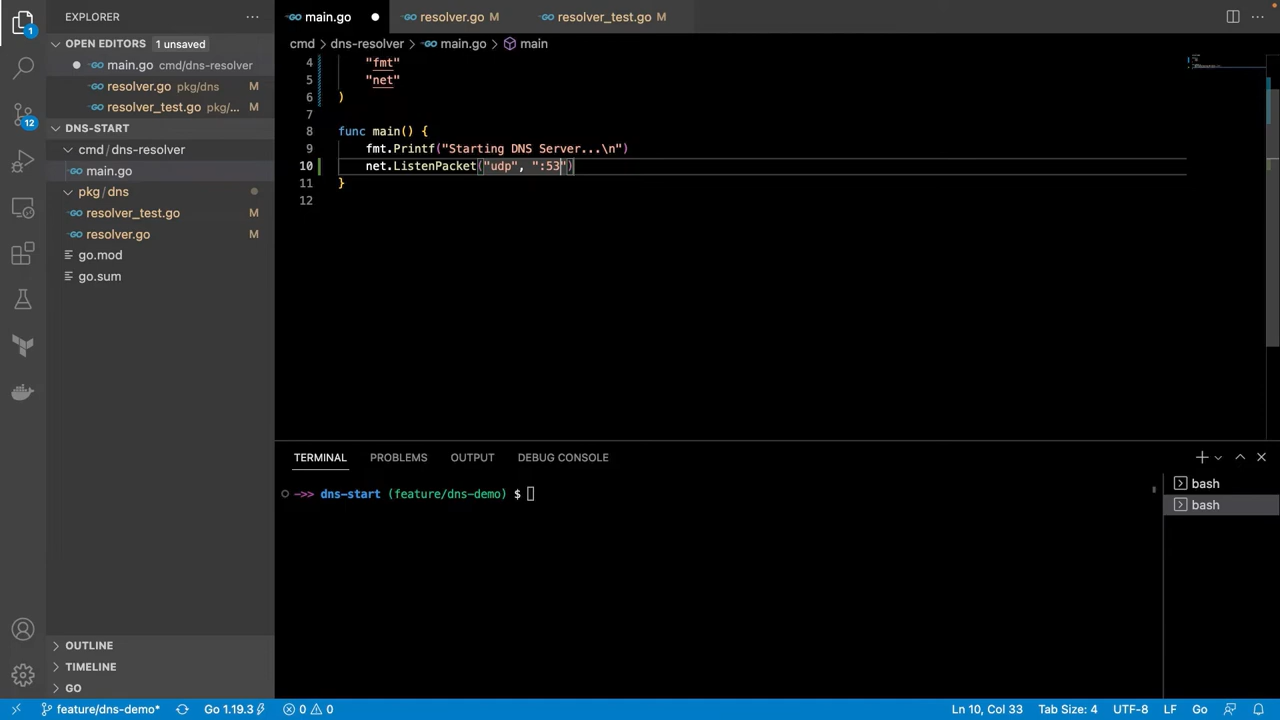 EXPLORER
main.go
resolver.go M
resolver_test.go M
OPEN EDITORS 1 unsaved
main.go cmd/dns-resolver
resolver.go pkg/dns
resolver_test.go pkg/...
DNS-START
cmd / dns-resolver
main.go
pkg / dns
resolver_test.go M
resolver.go M
go.mod
go.sum
OUTLINE
TIMELINE
GO
1
12
cmd > dns-resolver > main.go > main
4 "fmt"
5 "net"
6 )
7
8 func main() {
9 fmt.Printf("Starting DNS Server...\n")
10 net.ListenPacket("udp", ":53")
11 }
12
TERMINAL PROBLEMS OUTPUT DEBUG CONSOLE
->> dns-start (feature/dns-demo) $
bash
bash
feature/dns-demo* Go 1.19.3 0 0 Ln 10, Col 33 Tab Size: 4 UTF-8 LF Go